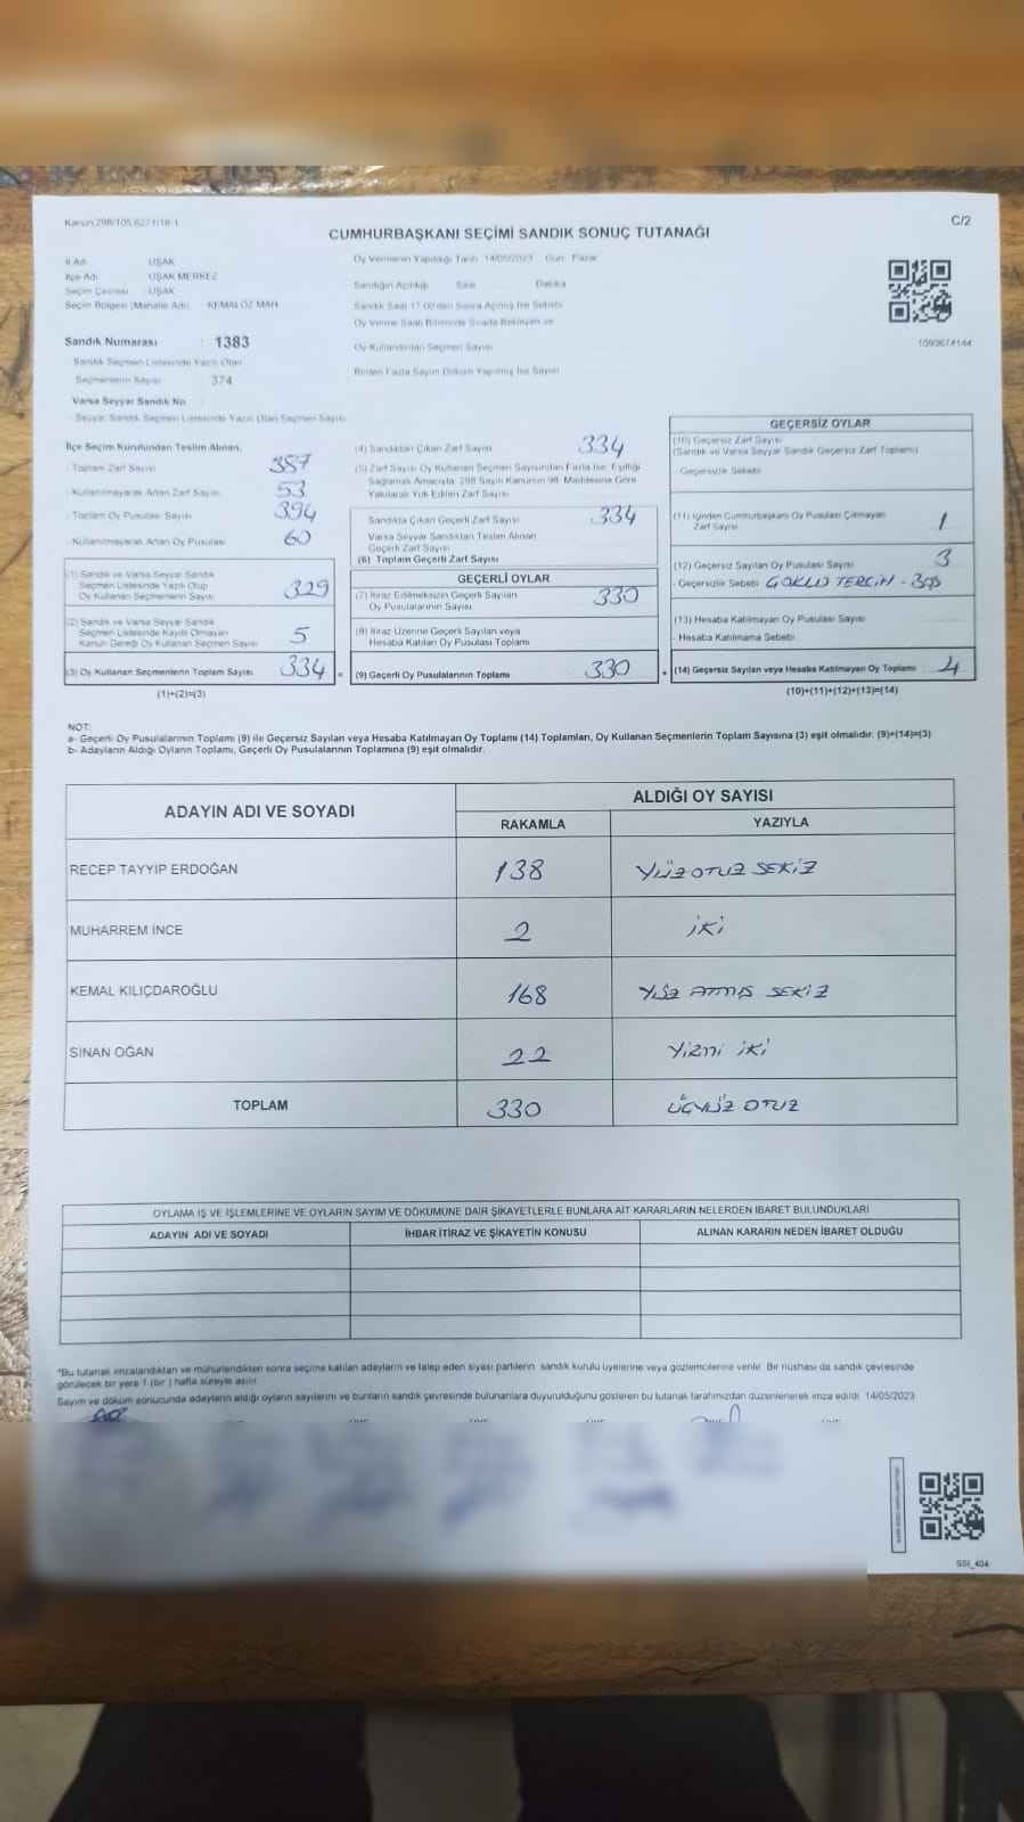 Kanun:298/105,6271/18-1
C/2
CUMHURBAŞKANI SEÇİMİ SANDIK SONUÇ TUTANAĞI
İl Adı UŞAK
İlçe Adı UŞAK MERKEZ
Seçim Çevresi UŞAK
Seçim Bölgesi (Mahalle Adı) KEMALÖZ MAH
Sandık Numarası : 1383
Sandık Seçmen Listesinde Yazılı Olan
Seçmenlerin Sayısı 374
Varsa Seyyar Sandık No
Seyyar Sandık Seçmen Listesinde Yazılı Olan Seçmen Sayısı
Oy Vermenin Yapıldığı Tarih 14/05/2023 Gün: Pazar
Sandığın Açıldığı Saat Dakika
Sandık Saat 17:00'den Sonra Açılmış İse Sebebi
Oy Verme Saati Bitiminde Sırada Bekleyen ve
Oy Kullandırılan Seçmen Sayısı
Birden Fazla Sayım Döküm Yapılmış İse Sayısı
1093674144
İlçe Seçim Kurulundan Teslim Alınan,
- Toplam Zarf Sayısı 387
- Kullanılmayarak Artan Zarf Sayısı 53
- Toplam Oy Pusulası Sayısı 394
- Kullanılmayarak Artan Oy Pusulası 60
(1) Sandık ve Varsa Seyyar Sandık
Seçmen Listesinde Yazılı Olup
Oy Kullanan Seçmenlerin Sayısı 329
(2) Sandık ve Varsa Seyyar Sandık
Seçmen Listesinde Kayıtlı Olmayan
Kanun Gereği Oy Kullanan Seçmen Sayısı 5
(3) Oy Kullanan Seçmenlerin Toplam Sayısı 334
(1)+(2)=(3)
(4) Sandıktan Çıkan Zarf Sayısı 334
(5) Zarf Sayısı Oy Kullanan Seçmen Sayısından Fazla İse, Eşitliği
Sağlamak Amacıyla, 298 Sayılı Kanunun 98. Maddesine Göre
Yakılarak Yok Edilen Zarf Sayısı
Sandıkta Çıkan Geçerli Zarf Sayısı 334
Varsa Seyyar Sandıktan Teslim Alınan
Geçerli Zarf Sayısı
(6) Toplam Geçerli Zarf Sayısı
GEÇERLİ OYLAR
(7) İtiraz Edilmeksizin Geçerli Sayılan
Oy Pusulalarının Sayısı 330
(8) İtiraz Üzerine Geçerli Sayılan veya
Hesaba Katılan Oy Pusulası Toplamı
= (9) Geçerli Oy Pusulalarının Toplamı 330
GEÇERSİZ OYLAR
(10) Geçersiz Zarf Sayısı
(Sandık ve Varsa Seyyar Sandık Geçersiz Zarf Toplamı)
- Geçersizlik Sebebi
(11) İçinden Cumhurbaşkanı Oy Pusulası Çıkmayan
Zarf Sayısı 1
(12) Geçersiz Sayılan Oy Pusulası Sayısı 3
- Geçersizlik Sebebi ÇOKLU TERCİH - BOŞ
(13) Hesaba Katılmayan Oy Pusulası Sayısı
- Hesaba Katılmama Sebebi
+ (14) Geçersiz Sayılan veya Hesaba Katılmayan Oy Toplamı 4
(10)+(11)+(12)+(13)=(14)
NOT:
a- Geçerli Oy Pusulalarının Toplamı (9) ile Geçersiz Sayılan veya Hesaba Katılmayan Oy Toplamı (14) Toplamları, Oy Kullanan Seçmenlerin Toplam Sayısına (3) eşit olmalıdır. (9)+(14)=(3)
b- Adayların Aldığı Oyların Toplamı, Geçerli Oy Pusulalarının Toplamına (9) eşit olmalıdır.
ADAYIN ADI VE SOYADI ALDIĞI OY SAYISI
RAKAMLA YAZIYLA
RECEP TAYYİP ERDOĞAN 138 YÜZ OTUZ SEKİZ
MUHARREM İNCE 2 İKİ
KEMAL KILIÇDAROĞLU 168 YÜZ ATMIŞ SEKİZ
SİNAN OĞAN 22 YİRMİ İKİ
TOPLAM 330 ÜÇYÜZ OTUZ
OYLAMA İŞ VE İŞLEMLERİNE VE OYLARIN SAYIM VE DÖKÜMÜNE DAİR ŞİKAYETLERLE BUNLARA AİT KARARLARIN NELERDEN İBARET BULUNDUKLARI
ADAYIN ADI VE SOYADI İHBAR İTİRAZ VE ŞİKAYETİN KONUSU ALINAN KARARIN NEDEN İBARET OLDUĞU
*Bu tutanak imzalandıktan ve mühürlendikten sonra seçime katılan adayların ve talep eden siyasi partilerin sandık kurulu üyelerine veya gözlemcilerine verilir. Bir nüshası da sandık çevresinde
görülecek bir yere 1 (bir ) hafta süreyle asılır.
Sayım ve döküm sonucunda adayların aldığı oyların sayılarını ve bunların sandık çevresinde bulunanlara duyurulduğunu gösteren bu tutanak tarafımızdan düzenlenerek imza edildi. 14/05/2023
SSI_404